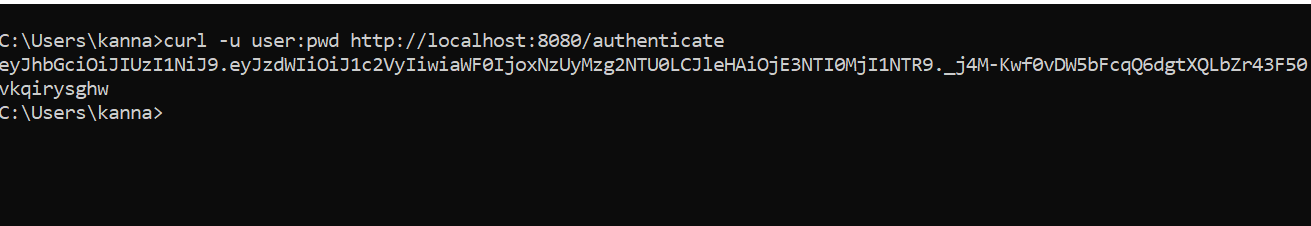 C:\Users\kanna>curl -u user:pwd http://localhost:8080/authenticate
eyJhbGciOiJIUzI1NiJ9.eyJzdWIiOiJ1c2VyIiwiaWF0IjoxNzUyMzg2NTU0LCJleHAiOjE3NTI0MjI1NTR9._j4M-Kwf0vDW5bFcqQ6dgtXQLbZr43F50
vkqirysghw
C:\Users\kanna>